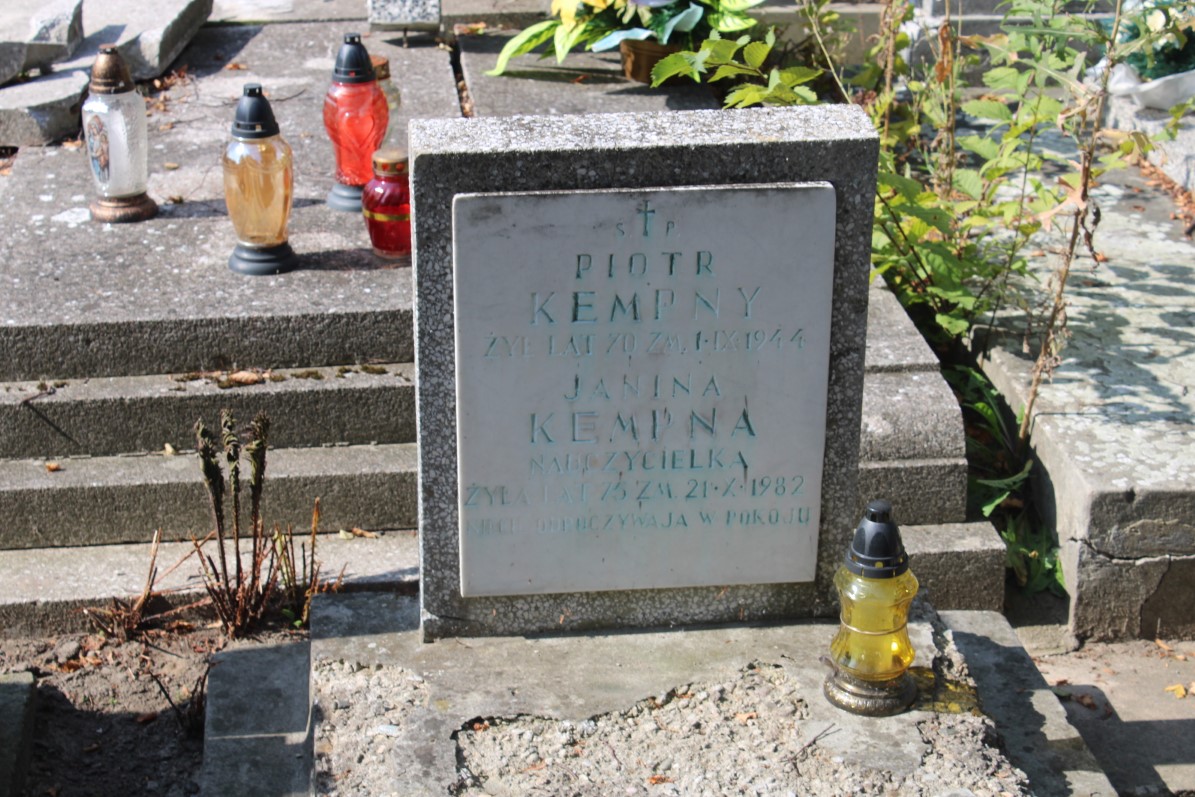 Ś P
PIOTR
KEMPNY
ŻYŁ LAT 70 ZM. 1·IX·1944
JANINA
KEMPNA
NAUCZYCIELKA
ŻYŁA LAT 75 ZM. 21·X·1982
NIECH ODPOCZYWAJĄ W POKOJU